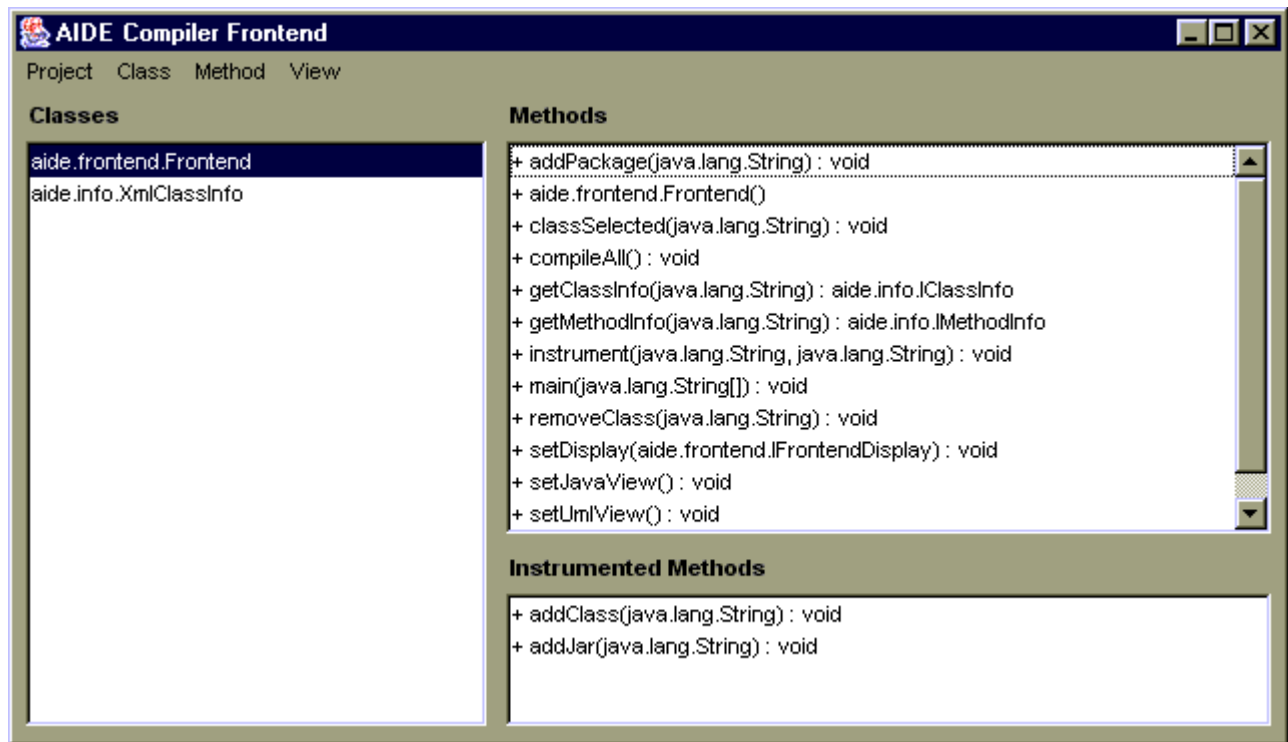 AIDE Compiler Frontend
Project Class Method View
Classes
aide.frontend.Frontend
aide.info.XmlClassInfo
Methods
+ addPackage(java.lang.String) : void
+ aide.frontend.Frontend()
+ classSelected(java.lang.String) : void
+ compileAll() : void
+ getClassInfo(java.lang.String) : aide.info.IClassInfo
+ getMethodInfo(java.lang.String) : aide.info.IMethodInfo
+ instrument(java.lang.String, java.lang.String) : void
+ main(java.lang.String[]) : void
+ removeClass(java.lang.String) : void
+ setDisplay(aide.frontend.IFrontendDisplay) : void
+ setJavaView() : void
+ setUmlView() : void
Instrumented Methods
+ addClass(java.lang.String) : void
+ addJar(java.lang.String) : void